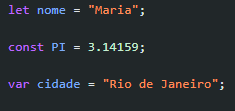 let nome = "Maria";
const PI = 3.14159;
var cidade = "Rio de Janeiro";